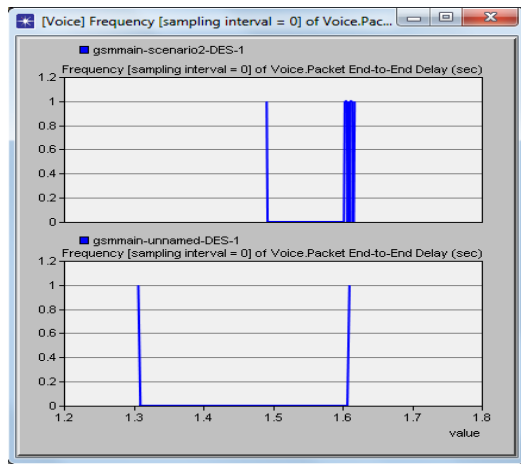 [Voice] Frequency [sampling interval = 0] of Voice.Pac...
gsmmain-scenario2-DES-1
Frequency [sampling interval = 0] of Voice.Packet End-to-End Delay (sec)
1.2
1
0.8
0.6
0.4
0.2
0
gsmmain-unnamed-DES-1
Frequency [sampling interval = 0] of Voice.Packet End-to-End Delay (sec)
1.2
1
0.8
0.6
0.4
0.2
0
1.2 1.3 1.4 1.5 1.6 1.7 1.8
value